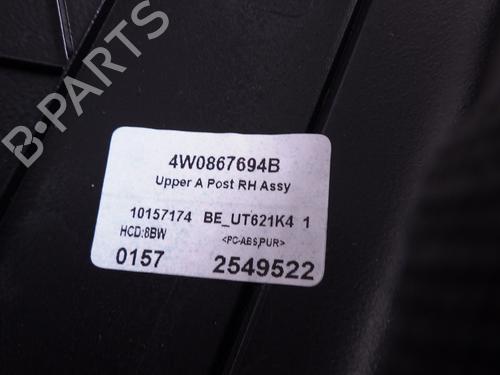 B-PARTS
4W0867694B
Upper A Post RH Assy
10157174 BE_UT621K4 1
HCD:8BW <PC-ABS,PUR>
0157 2549522